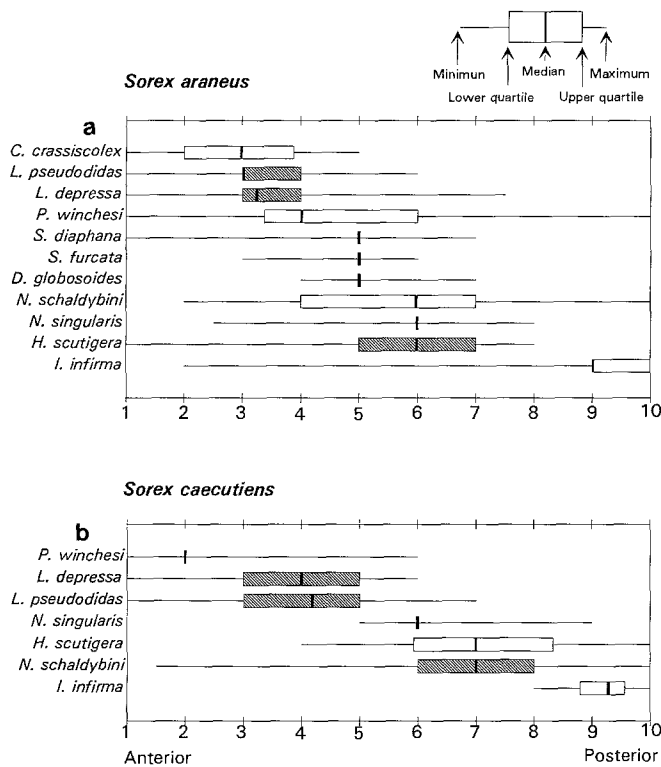 Minimun
Median
Maximum
Lower quartile
Upper quartile
Sorex araneus
a
C. crassiscolex
L. pseudodidas
L. depressa
P. winchesi
S. diaphana
S. furcata
D. globosoides
N. schaldybini
N. singularis
H. scutigera
I. infirma
1 2 3 4 5 6 7 8 9 10
Sorex caecutiens
b
P. winchesi
L. depressa
L. pseudodidas
N. singularis
H. scutigera
N. schaldybini
I. infirma
1 2 3 4 5 6 7 8 9 10
Anterior
Posterior